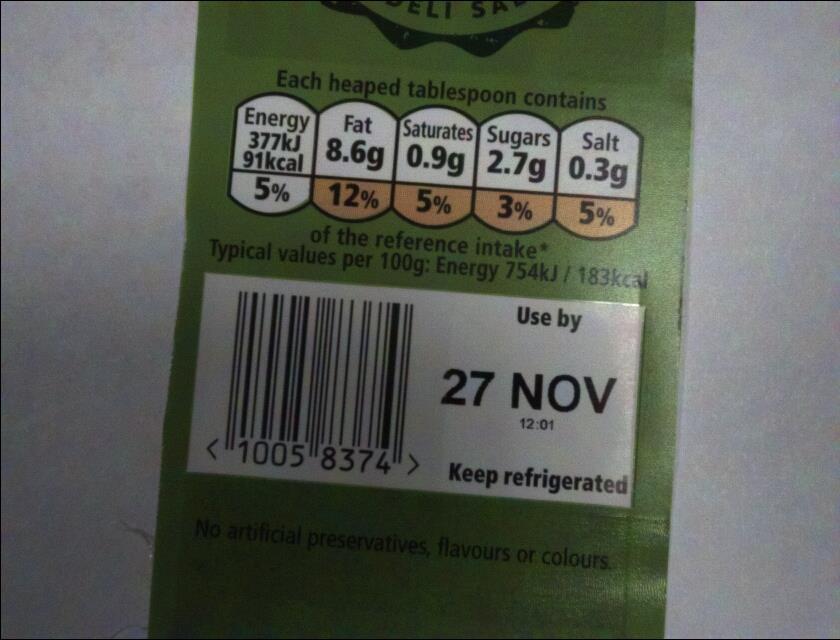 DELI
Each heaped tablespoon contains
Energy 377kJ 91kcal 5%
Fat 8.6g 12%
Saturates 0.9g 5%
Sugars 2.7g 3%
Salt 0.3g 5%
of the reference intake*
Typical values per 100g: Energy 754kJ / 183kcal
Use by
27 NOV
12:01
< 1005 8374 >
Keep refrigerated
No artificial preservatives, flavours or colours.